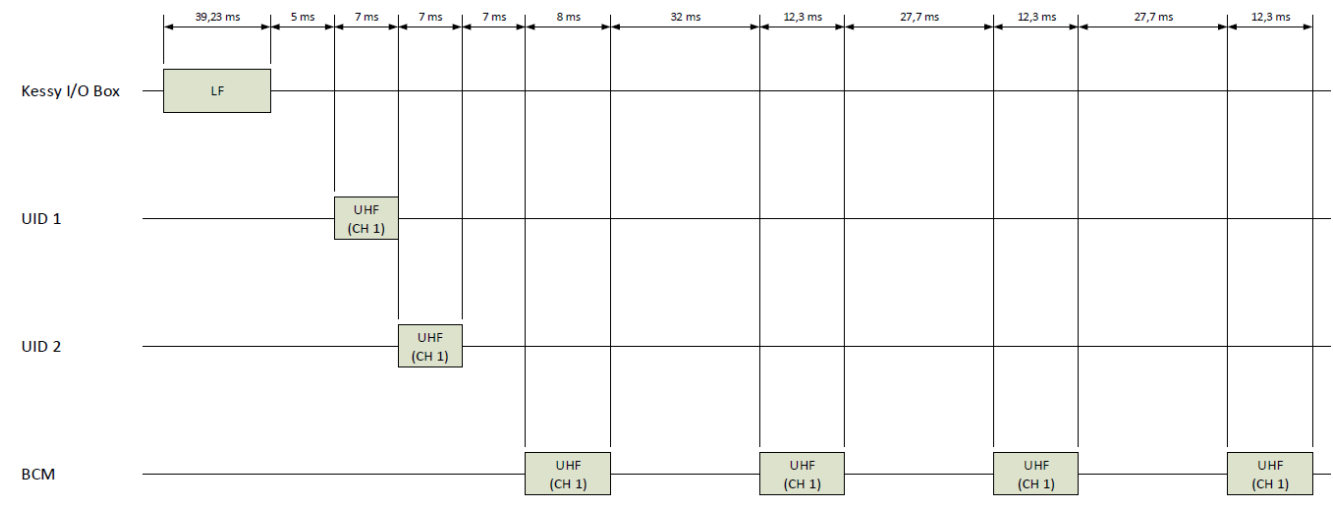 39,23 ms 5 ms 7 ms 7 ms 7 ms 8 ms 32 ms 12,3 ms 27,7 ms 12,3 ms 27,7 ms 12,3 ms
Kessy I/O Box
LF
UID 1
UHF
(CH 1)
UID 2
UHF
(CH 1)
BCM
UHF
(CH 1)
UHF
(CH 1)
UHF
(CH 1)
UHF
(CH 1)